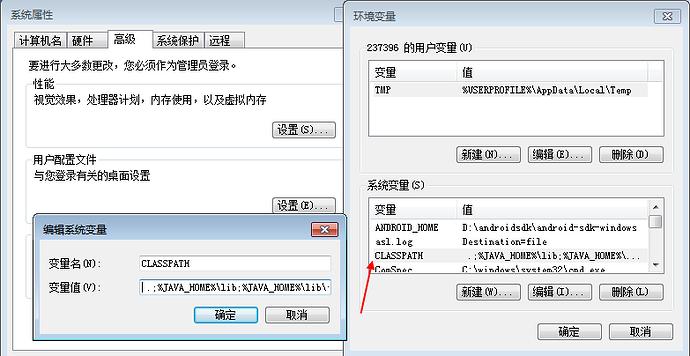 系统属性
计算机名 硬件 高级 系统保护 远程
要进行大多数更改，您必须作为管理员登录。
性能
视觉效果，处理器计划，内存使用，以及虚拟内存
设置(S)...
用户配置文件
与您登录有关的桌面设置
设置(E)...
编辑系统变量
变量名(N): CLASSPATH
变量值(V): .;%JAVA_HOME%\lib;%JAVA_HOME%\lib\
确定 取消
环境变量
237396 的用户变量(U)
变量 值
TMP %USERPROFILE%\AppData\Local\Temp
新建(N)... 编辑(E)... 删除(D)
系统变量(S)
变量 值
ANDROID_HOME D:\androidsdk\android-sdk-windows
asl.log Destination=file
CLASSPATH .;%JAVA_HOME%\lib;%JAVA_HOME%\...
ComSpec C:\windows\system32\cmd.exe
新建(W)... 编辑(I)... 删除(L)
确定 取消